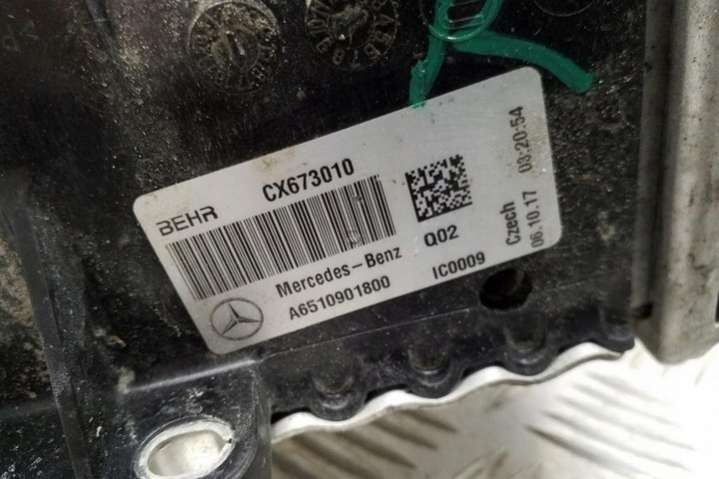 BEHR CX673010
Mercedes-Benz
A6510901800
Q02
IC0009
Czech
06.10.17 03:20:54